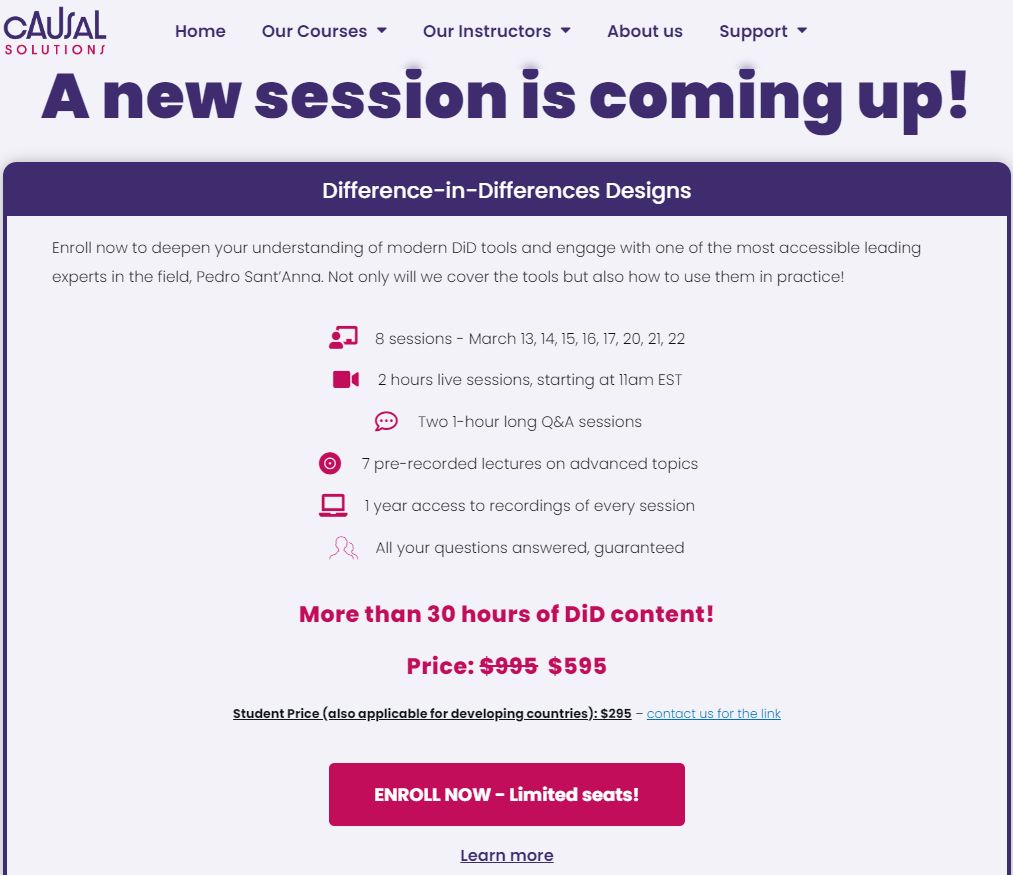 CAUSAL
SOLUTIONS
Home Our Courses Our Instructors About us Support
A new session is coming up!
Difference-in-Differences Designs
Enroll now to deepen your understanding of modern DiD tools and engage with one of the most accessible leading
experts in the field, Pedro Sant’Anna. Not only will we cover the tools but also how to use them in practice!
8 sessions - March 13, 14, 15, 16, 17, 20, 21, 22
2 hours live sessions, starting at 11am EST
Two 1-hour long Q&A sessions
7 pre-recorded lectures on advanced topics
1 year access to recordings of every session
All your questions answered, guaranteed
More than 30 hours of DiD content!
Price: $995 $595
Student Price (also applicable for developing countries): $295 – contact us for the link
ENROLL NOW - Limited seats!
Learn more